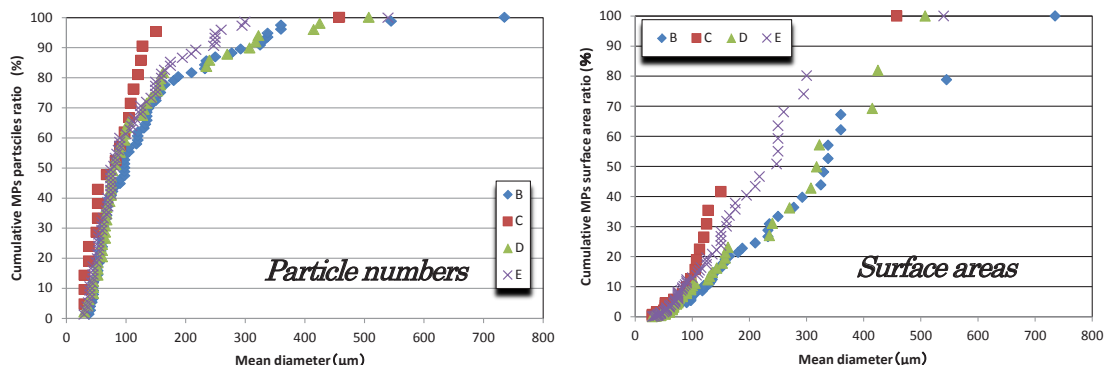 Cumulative MPs partsciles ratio (%)
100
90
80
70
60
50
40
30
20
10
0
0 100 200 300 400 500 600 700 800
Mean diameter(μm)
B
C
D
E
Particle numbers
Cumulative MPs surface area ratio (%)
100
90
80
70
60
50
40
30
20
10
0
0 100 200 300 400 500 600 700 800
Mean diameter(μm)
B C D E
Surface areas